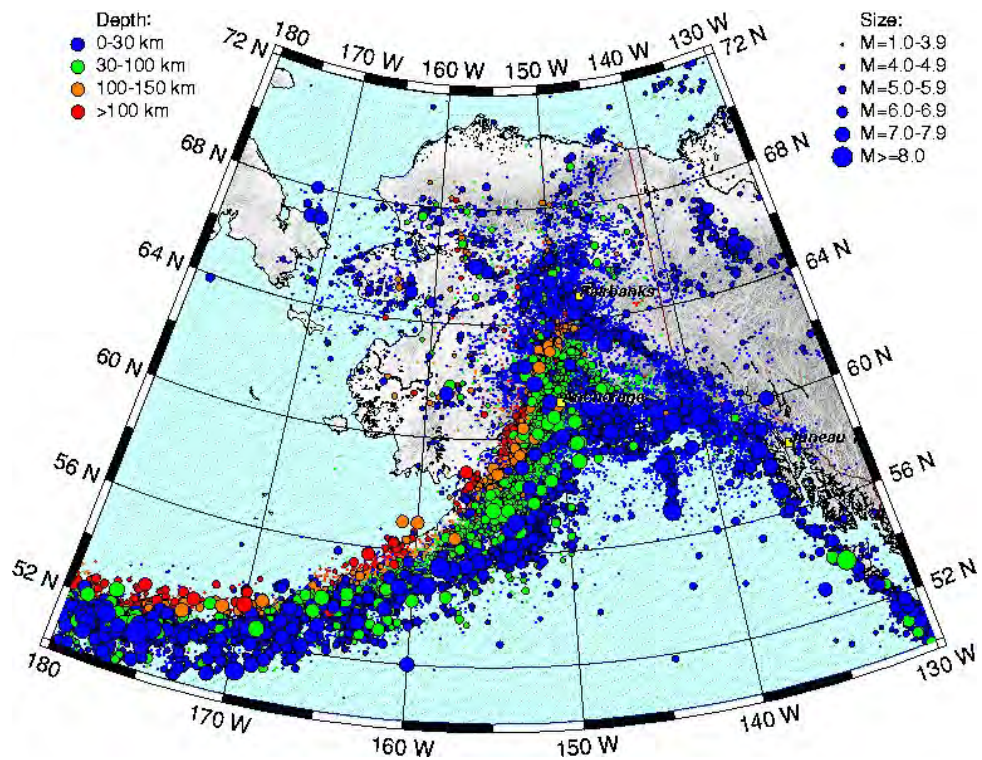 Depth:
0-30 km
30-100 km
100-150 km
>100 km
Size:
M=1.0-3.9
M=4.0-4.9
M=5.0-5.9
M=6.0-6.9
M=7.0-7.9
M>=8.0
180
170 W
160 W
150 W
140 W
130 W
72 N
72 N
68 N
68 N
64 N
64 N
60 N
60 N
56 N
56 N
52 N
52 N
Fairbanks
Anchorage
Juneau
180
170 W
160 W
150 W
140 W
130 W